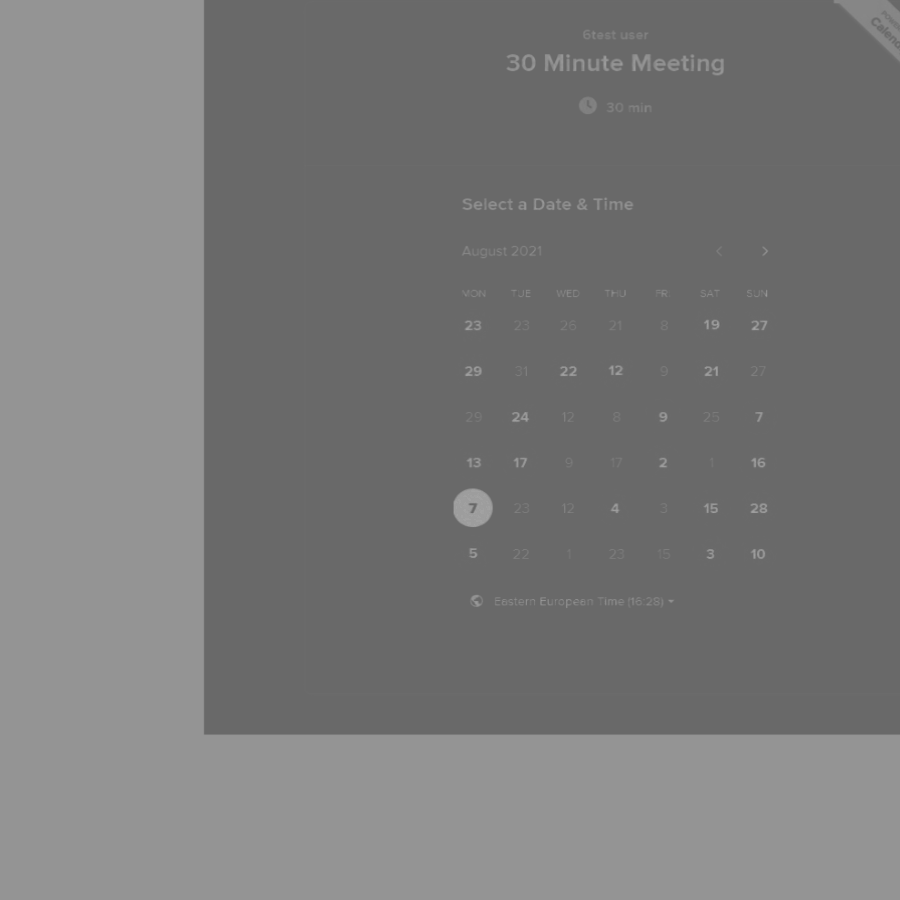 6test user
30 Minute Meeting
30 min
Select a Date & Time
August 2021
MON TUE WED THU FRI SAT SUN
23 23 26 21 8 19 27
29 31 22 12 9 21 27
29 24 12 8 9 25 7
13 17 9 17 2 1 16
7 23 12 4 3 15 28
5 22 1 23 15 3 10
Eastern European Time (16:28)